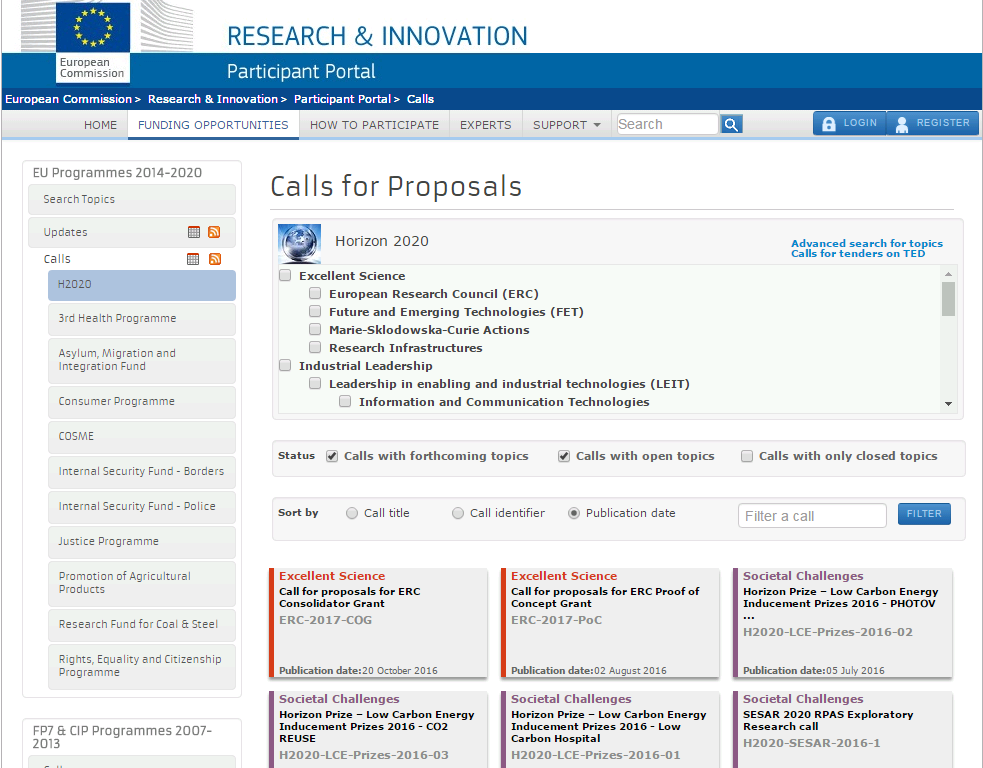 European
Commission
RESEARCH & INNOVATION
Participant Portal
European Commission > Research & Innovation > Participant Portal > Calls
HOME FUNDING OPPORTUNITIES HOW TO PARTICIPATE EXPERTS SUPPORT Search LOGIN REGISTER
EU Programmes 2014-2020
Search Topics
Updates
Calls
H2020
3rd Health Programme
Asylum, Migration and
Integration Fund
Consumer Programme
COSME
Internal Security Fund - Borders
Internal Security Fund - Police
Justice Programme
Promotion of Agricultural
Products
Research Fund for Coal & Steel
Rights, Equality and Citizenship
Programme
FP7 & CIP Programmes 2007-
2013
Calls for Proposals
Horizon 2020
Advanced search for topics
Calls for tenders on TED
Excellent Science
European Research Council (ERC)
Future and Emerging Technologies (FET)
Marie-Sklodowska-Curie Actions
Research Infrastructures
Industrial Leadership
Leadership in enabling and industrial technologies (LEIT)
Information and Communication Technologies
Status Calls with forthcoming topics Calls with open topics Calls with only closed topics
Sort by Call title Call identifier Publication date Filter a call FILTER
Excellent Science
Call for proposals for ERC
Consolidator Grant
ERC-2017-COG
Publication date:20 October 2016
Excellent Science
Call for proposals for ERC Proof of
Concept Grant
ERC-2017-PoC
Publication date:02 August 2016
Societal Challenges
Horizon Prize – Low Carbon Energy
Inducement Prizes 2016 - PHOTOV
...
H2020-LCE-Prizes-2016-02
Publication date:05 July 2016
Societal Challenges
Horizon Prize – Low Carbon Energy
Inducement Prizes 2016 - CO2
REUSE
H2020-LCE-Prizes-2016-03
Societal Challenges
Horizon Prize – Low Carbon Energy
Inducement Prizes 2016 - Low
Carbon Hospital
H2020-LCE-Prizes-2016-01
Societal Challenges
SESAR 2020 RPAS Exploratory
Research call
H2020-SESAR-2016-1